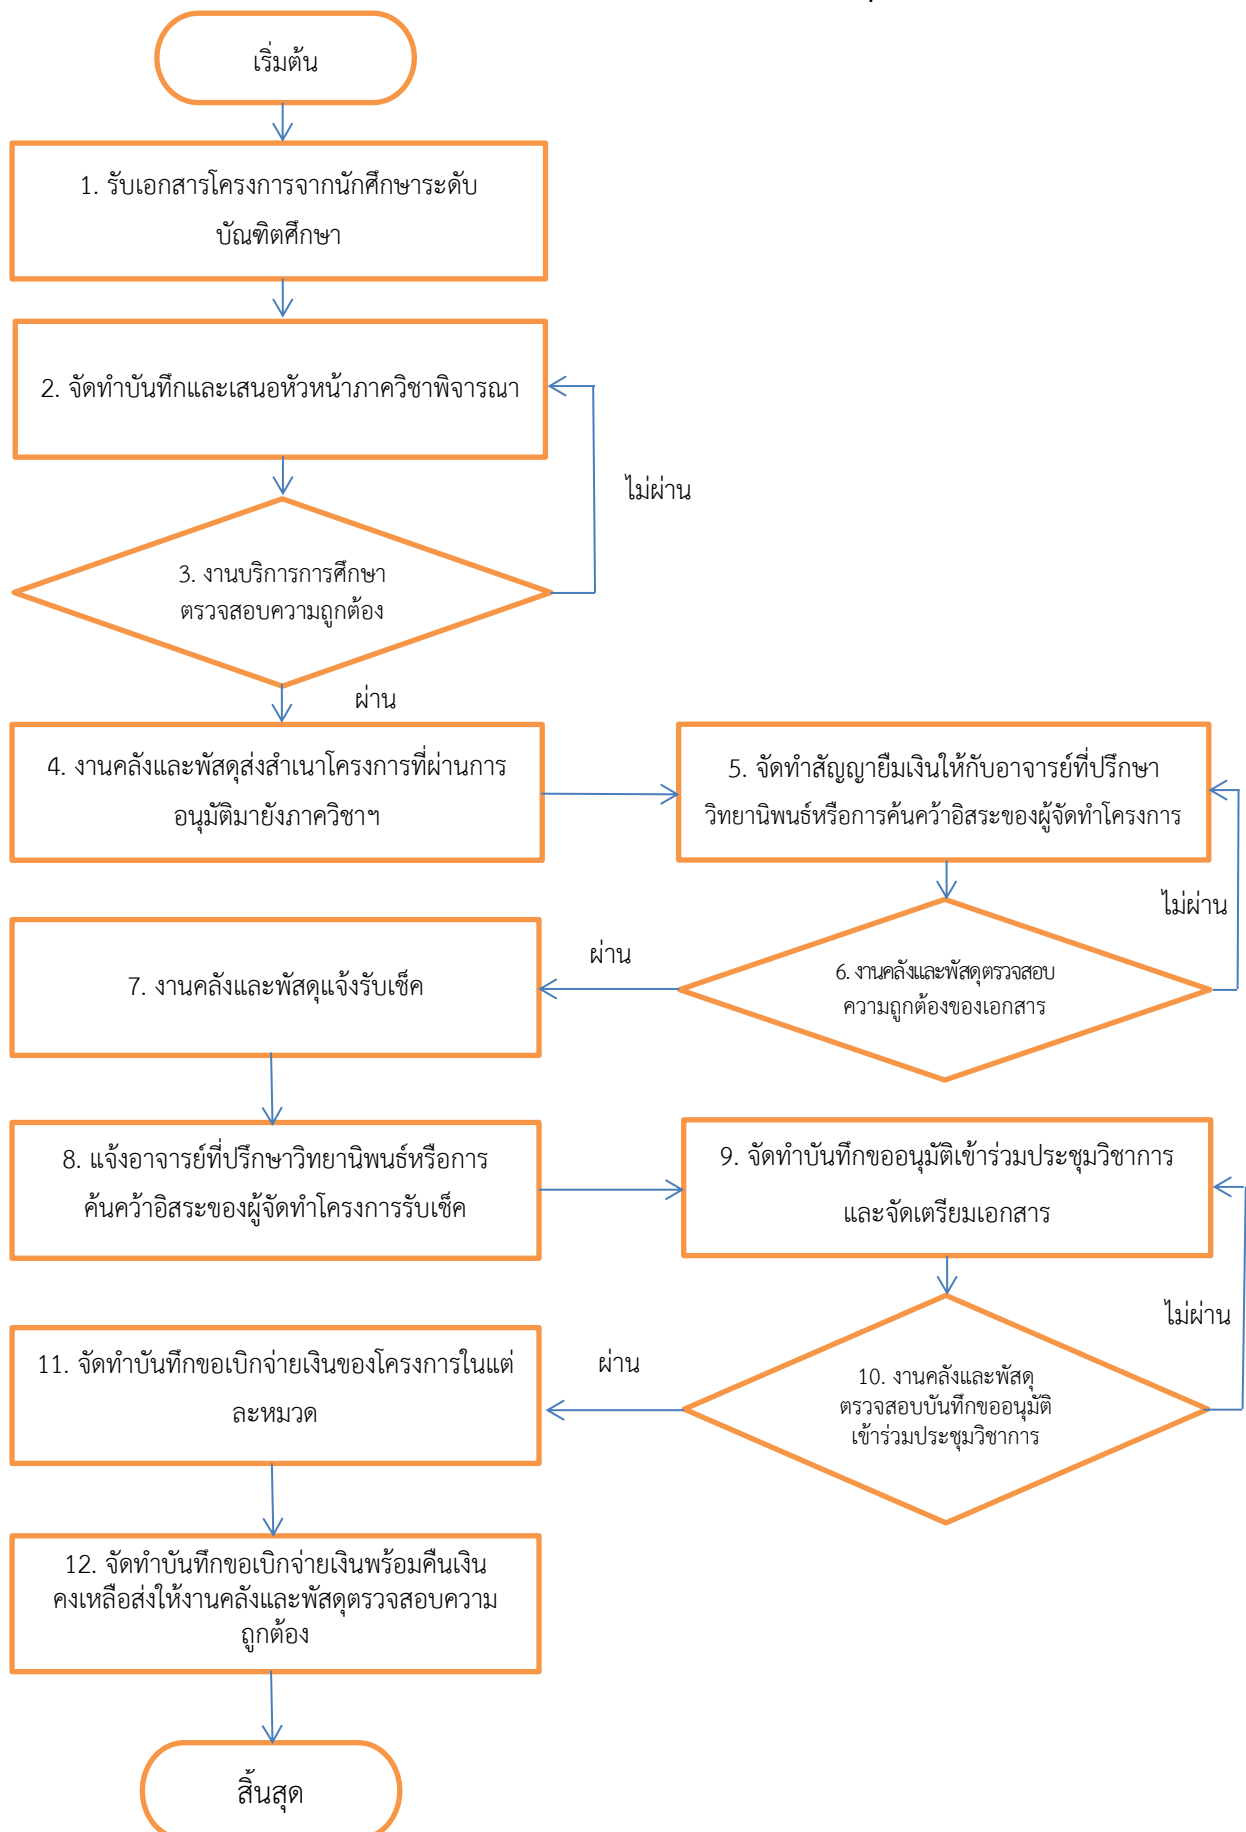 เริ่มต้น
1. รับเอกสารโครงการจากนักศึกษาระดับ
บัณฑิตศึกษา
2. จัดทำบันทึกและเสนอหัวหน้าภาควิชาพิจารณา
ไม่ผ่าน
3. งานบริการการศึกษา
ตรวจสอบความถูกต้อง
ผ่าน
4. งานคลังและพัสดุส่งสำเนาโครงการที่ผ่านการ
อนุมัติมายังภาควิชาฯ
5. จัดทำสัญญายืมเงินให้กับอาจารย์ที่ปรึกษา
วิทยานิพนธ์หรือการค้นคว้าอิสระของผู้จัดทำโครงการ
ไม่ผ่าน
6. งานคลังและพัสดุตรวจสอบ
ความถูกต้องของเอกสาร
ผ่าน
7. งานคลังและพัสดุแจ้งรับเช็ค
8. แจ้งอาจารย์ที่ปรึกษาวิทยานิพนธ์หรือการ
ค้นคว้าอิสระของผู้จัดทำโครงการรับเช็ค
9. จัดทำบันทึกขออนุมัติเข้าร่วมประชุมวิชาการ
และจัดเตรียมเอกสาร
ไม่ผ่าน
10. งานคลังและพัสดุ
ตรวจสอบบันทึกขออนุมัติ
เข้าร่วมประชุมวิชาการ
ผ่าน
11. จัดทำบันทึกขอเบิกจ่ายเงินของโครงการในแต่
ละหมวด
12. จัดทำบันทึกขอเบิกจ่ายเงินพร้อมคืนเงิน
คงเหลือส่งให้งานคลังและพัสดุตรวจสอบความ
ถูกต้อง
สิ้นสุด